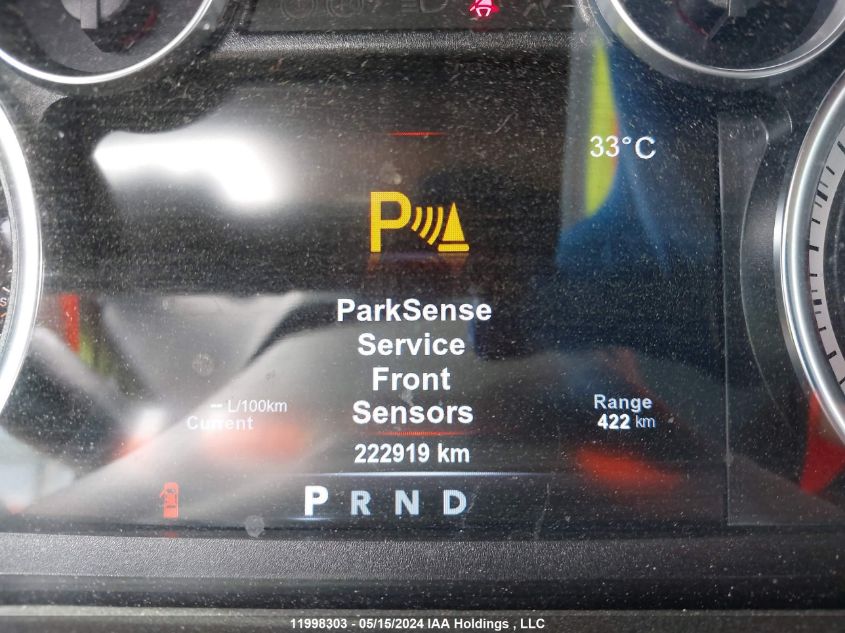 33°C
P
ParkSense
Service
Front
Sensors
-- L/100km
Current
Range
422 km
222919 km
P R N D
S
11998303 - 05/15/2024 IAA Holdings , LLC